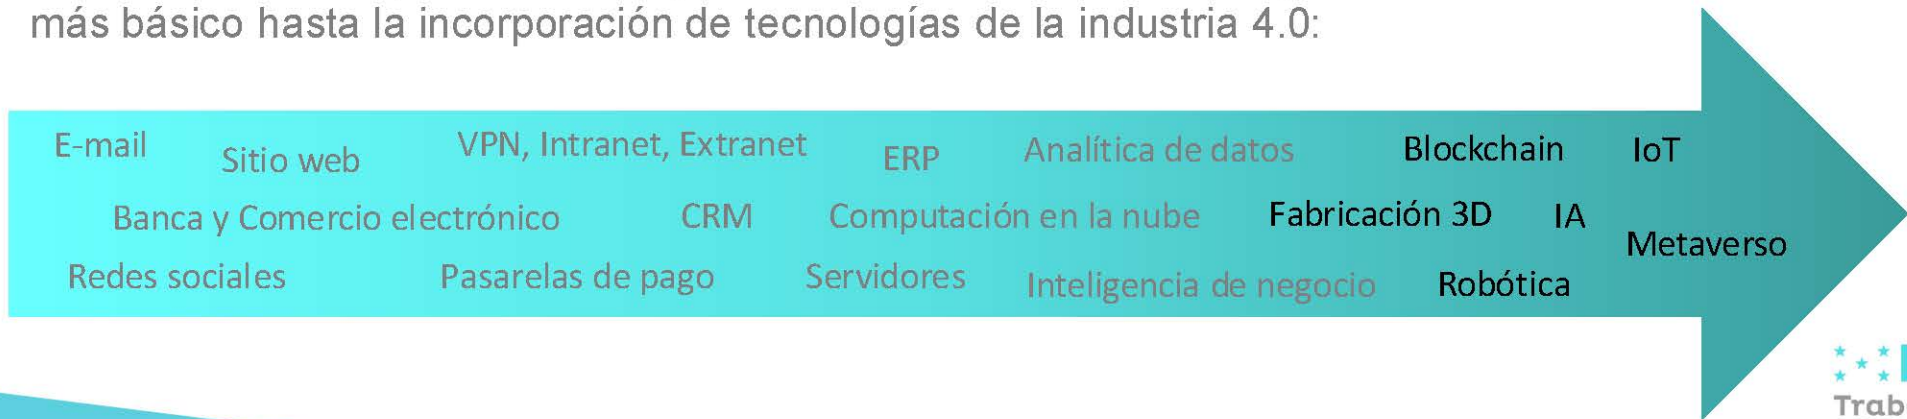 más básico hasta la incorporación de tecnologías de la industria 4.0:
E-mail
Sitio web
VPN, Intranet, Extranet
ERP
Analítica de datos
Blockchain
IoT
Banca y Comercio electrónico
CRM
Computación en la nube
Fabricación 3D
IA
Metaverso
Redes sociales
Pasarelas de pago
Servidores
Inteligencia de negocio
Robótica
Trab